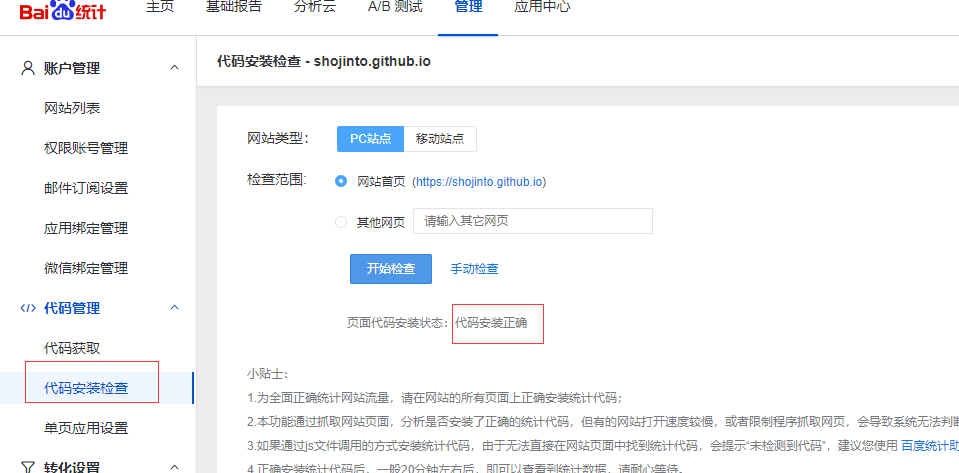 Bai du 统计 主页 基础报告 分析云 A/B 测试 管理 应用中心
账户管理
网站列表
权限账号管理
邮件订阅设置
应用绑定管理
微信绑定管理
代码管理
代码获取
代码安装检查
单页应用设置
转化设置
代码安装检查 - shojinto.github.io
网站类型: PC站点 移动站点
检查范围: 网站首页 (https://shojinto.github.io)
其他网页 请输入其它网页
开始检查 手动检查
页面代码安装状态: 代码安装正确
小贴士:
1.为全面正确统计网站流量，请在网站的所有页面上正确安装统计代码;
2.本功能通过抓取网站页面，分析是否安装了正确的统计代码，但有的网站打开速度较慢，或者限制程序抓取网页，会导致系统无法判
3.如果通过js文件调用的方式安装统计代码，由于无法直接在网站页面中找到统计代码，会提示“未检测到代码”，建议您使用 百度统计助
4.正确安装统计代码后，一般20分钟左右后，即可以查看到统计数据，请耐心等待。